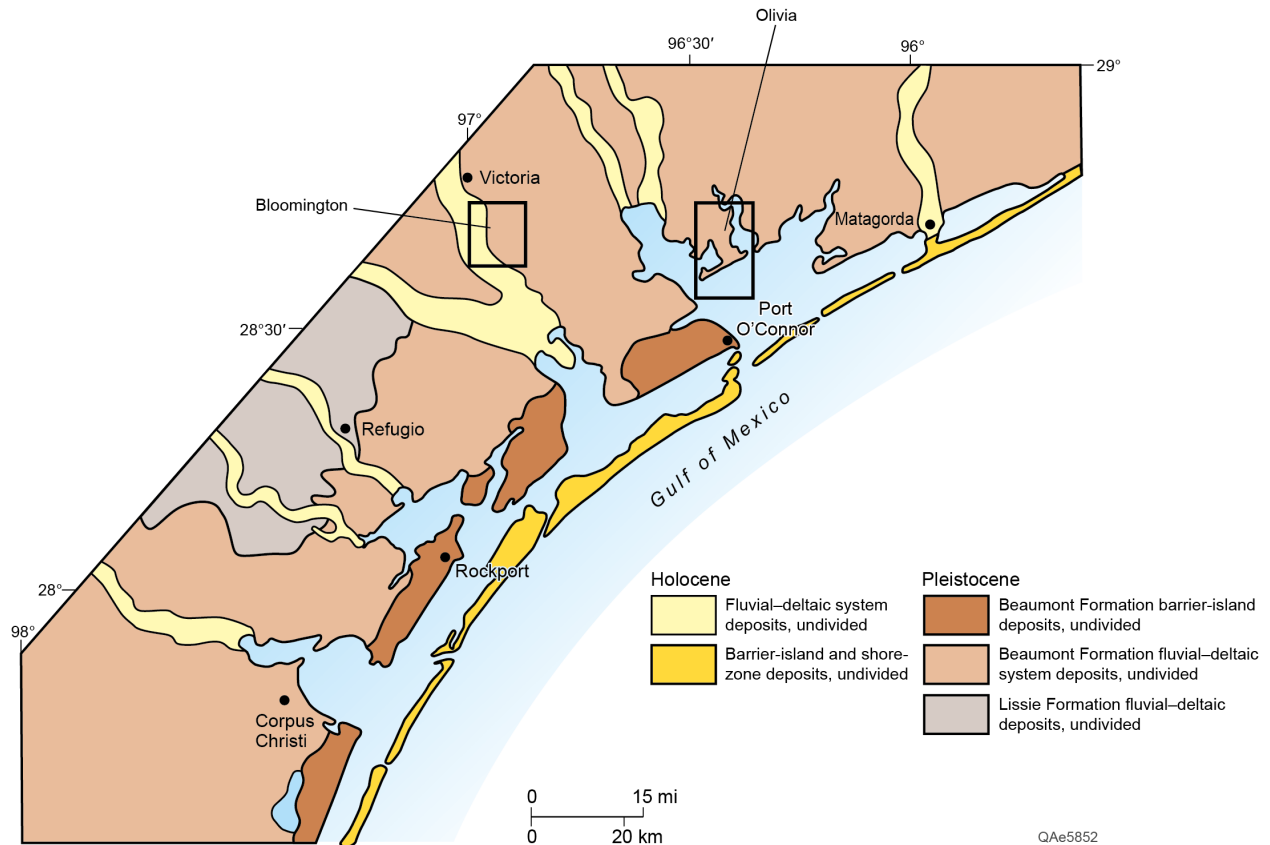 Olivia
96°30′
96°
29°
97°
Victoria
Bloomington
Matagorda
Port
O’Connor
28°30′
Refugio
Gulf of Mexico
Rockport
28°
98°
Corpus
Christi
Holocene
Fluvial–deltaic system
deposits, undivided
Barrier-island and shore-
zone deposits, undivided
Pleistocene
Beaumont Formation barrier-island
deposits, undivided
Beaumont Formation fluvial–deltaic
system deposits, undivided
Lissie Formation fluvial–deltaic
deposits, undivided
0 15 mi
0 20 km
QAe5852